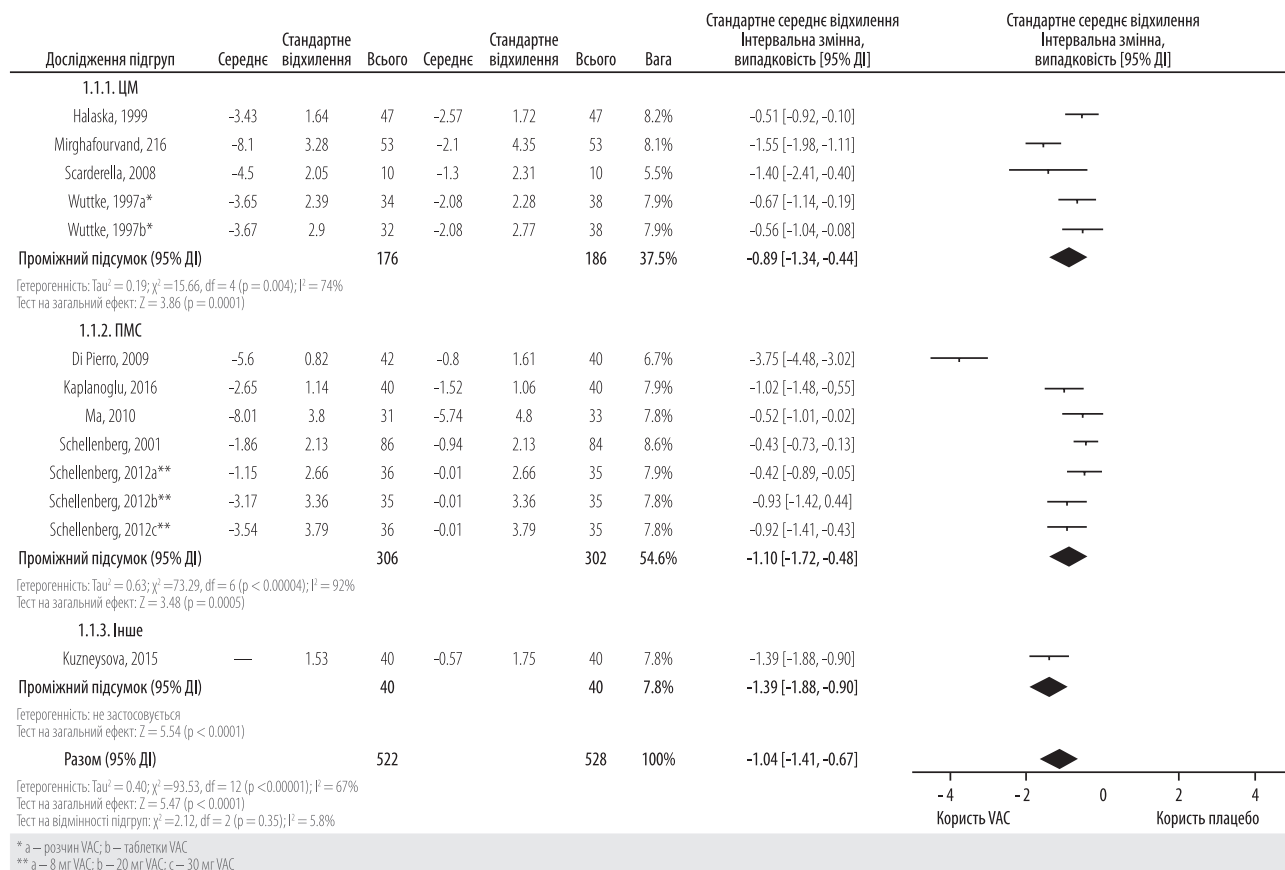 Стандартне середнє відхилення Стандартне середнє відхилення
Стандартне Стандартне Інтервальна змінна, Інтервальна змінна,
Дослідження підгруп Середнє відхилення Всього Середнє відхилення Всього Вага випадковість [95% ДІ] випадковість [95% ДІ]
1.1.1. ЦМ
Halaska, 1999 -3.43 1.64 47 -2.57 1.72 47 8.2% -0.51 [-0.92, -0.10]
Mirghafourvand, 216 -8.1 3.28 53 -2.1 4.35 53 8.1% -1.55 [-1.98, -1.11]
Scarderella, 2008 -4.5 2.05 10 -1.3 2.31 10 5.5% -1.40 [-2.41, -0.40]
Wuttke, 1997a* -3.65 2.39 34 -2.08 2.28 38 7.9% -0.67 [-1.14, -0.19]
Wuttke, 1997b* -3.67 2.9 32 -2.08 2.77 38 7.9% -0.56 [-1.04, -0.08]
Проміжний підсумок (95% ДІ) 176 186 37.5% -0.89 [-1.34, -0.44]
Гетерогенність: Tau² = 0.19; χ² =15.66, df = 4 (p = 0.004); I² = 74%
Тест на загальний ефект: Z = 3.86 (p = 0.0001)
1.1.2. ПМС
Di Pierro, 2009 -5.6 0.82 42 -0.8 1.61 40 6.7% -3.75 [-4.48, -3.02]
Kaplanoglu, 2016 -2.65 1.14 40 -1.52 1.06 40 7.9% -1.02 [-1.48, -0,55]
Ma, 2010 -8.01 3.8 31 -5.74 4.8 33 7.8% -0.52 [-1.01, -0.02]
Schellenberg, 2001 -1.86 2.13 86 -0.94 2.13 84 8.6% -0.43 [-0.73, -0.13]
Schellenberg, 2012a** -1.15 2.66 36 -0.01 2.66 35 7.9% -0.42 [-0.89, -0.05]
Schellenberg, 2012b** -3.17 3.36 35 -0.01 3.36 35 7.8% -0.93 [-1.42, 0.44]
Schellenberg, 2012c** -3.54 3.79 36 -0.01 3.79 35 7.8% -0.92 [-1.41, -0.43]
Проміжний підсумок (95% ДІ) 306 302 54.6% -1.10 [-1.72, -0.48]
Гетерогенність: Tau² = 0.63; χ² =73.29, df = 6 (p < 0.00004); I² = 92%
Тест на загальний ефект: Z = 3.48 (p = 0.0005)
1.1.3. Інше
Kuzneysova, 2015 — 1.53 40 -0.57 1.75 40 7.8% -1.39 [-1.88, -0.90]
Проміжний підсумок (95% ДІ) 40 40 7.8% -1.39 [-1.88, -0.90]
Гетерогенність: не застосовується
Тест на загальний ефект: Z = 5.54 (p < 0.0001)
Разом (95% ДІ) 522 528 100% -1.04 [-1.41, -0.67]
Гетерогенність: Tau² = 0.40; χ² =93.53, df = 12 (p <0.00001); I² = 67%
Тест на загальний ефект: Z = 5.47 (p < 0.0001)
Тест на відмінності підгруп: χ² =2.12, df = 2 (p = 0.35); I² = 5.8%
- 4 - 2 0 2 4
Користь VAC Користь плацебо
* a – розчин VAC; b – таблетки VAC
** a – 8 мг VAC; b – 20 мг VAC; c – 30 мг VAC